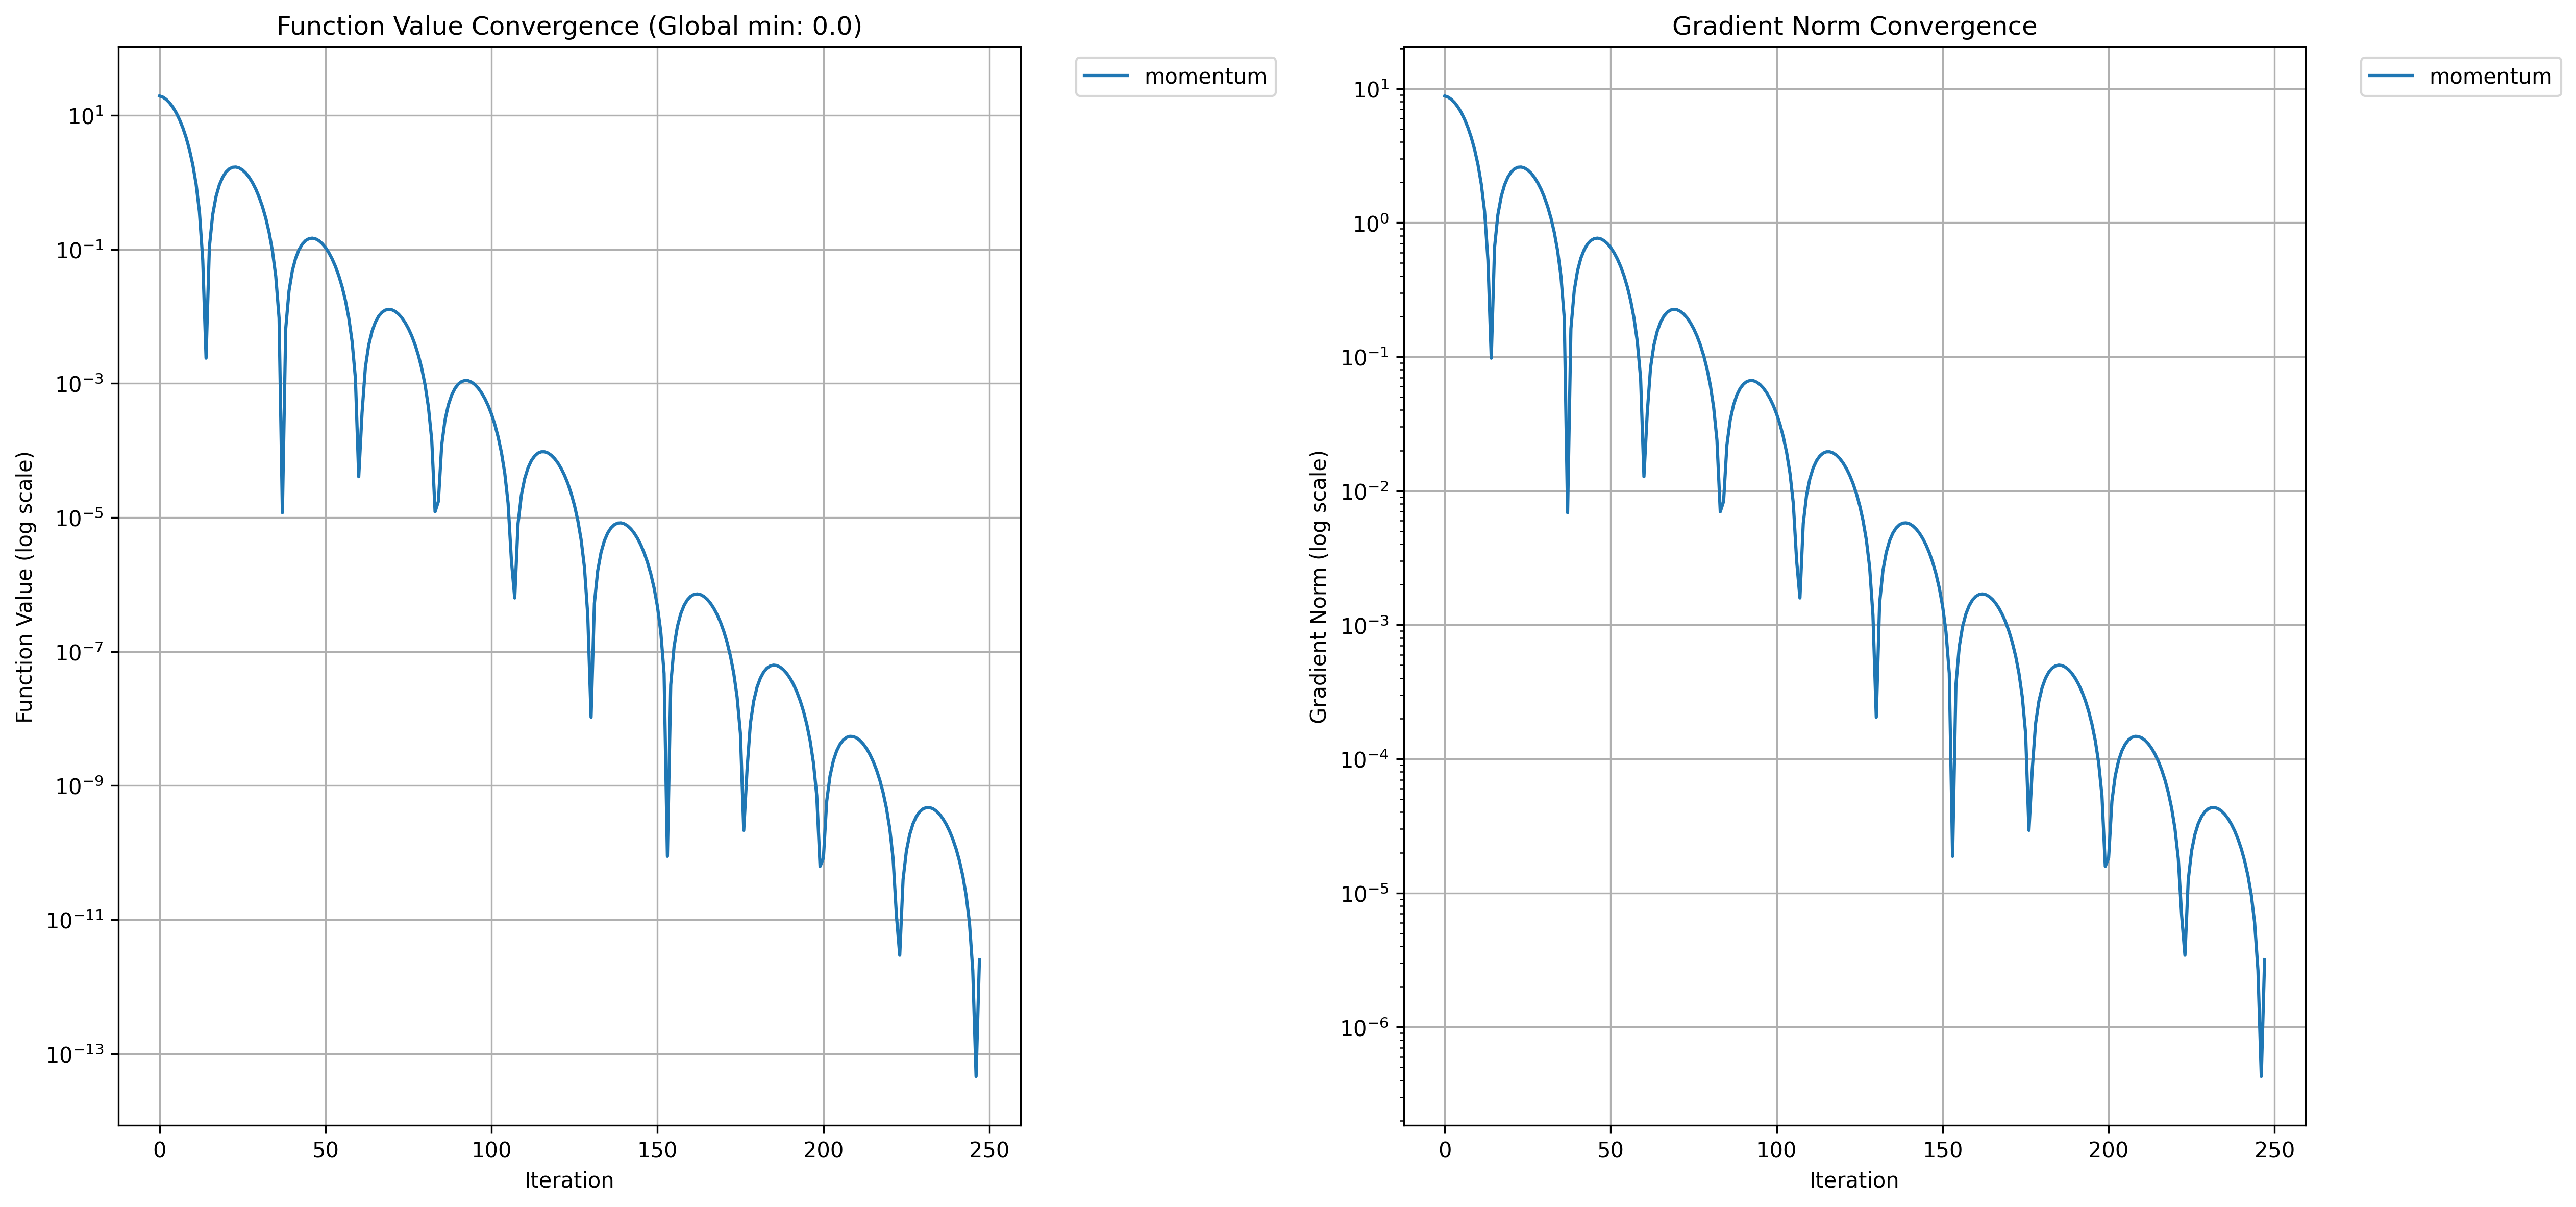 Function Value Convergence (Global min: 0.0)
momentum
10¹
10⁻¹
10⁻³
10⁻⁵
10⁻⁷
10⁻⁹
10⁻¹¹
10⁻¹³
Function Value (log scale)
0 50 100 150 200 250
Iteration
Gradient Norm Convergence
momentum
10¹
10⁰
10⁻¹
10⁻²
10⁻³
10⁻⁴
10⁻⁵
10⁻⁶
Gradient Norm (log scale)
0 50 100 150 200 250
Iteration